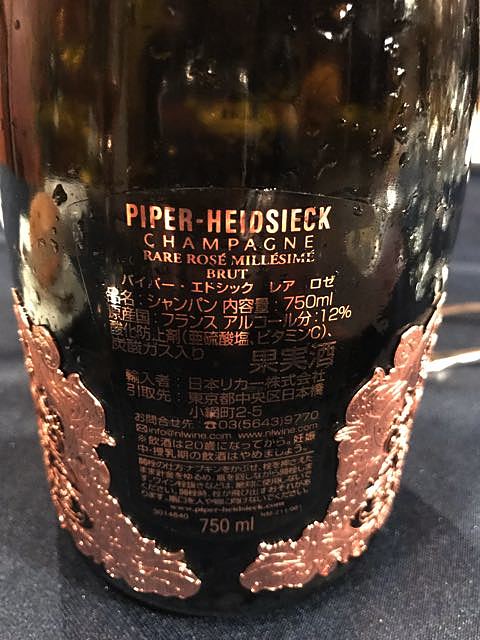 PIPER-HEIDSIECK
CHAMPAGNE
RARE ROSÉ MILLÉSIMÉ
BRUT
パイパー・エドシック レア ロゼ
品名：シャンパン 内容量：750ml
原産国：フランス アルコール分：12%
酸化防止剤(亜硫酸塩、ビタミンC)、
炭酸ガス入り 果実酒
輸入者：日本リカー株式会社
引取先：東京都中央区日本橋
小網町2-5
お問合せ先：☎03(5643)9770
✉info@nlwine.com www.nlwine.com
※飲酒は20歳になってから。妊娠
中・授乳期の飲酒はやめましょう。
www.piper-heidsieck.com
3014840
750 ml